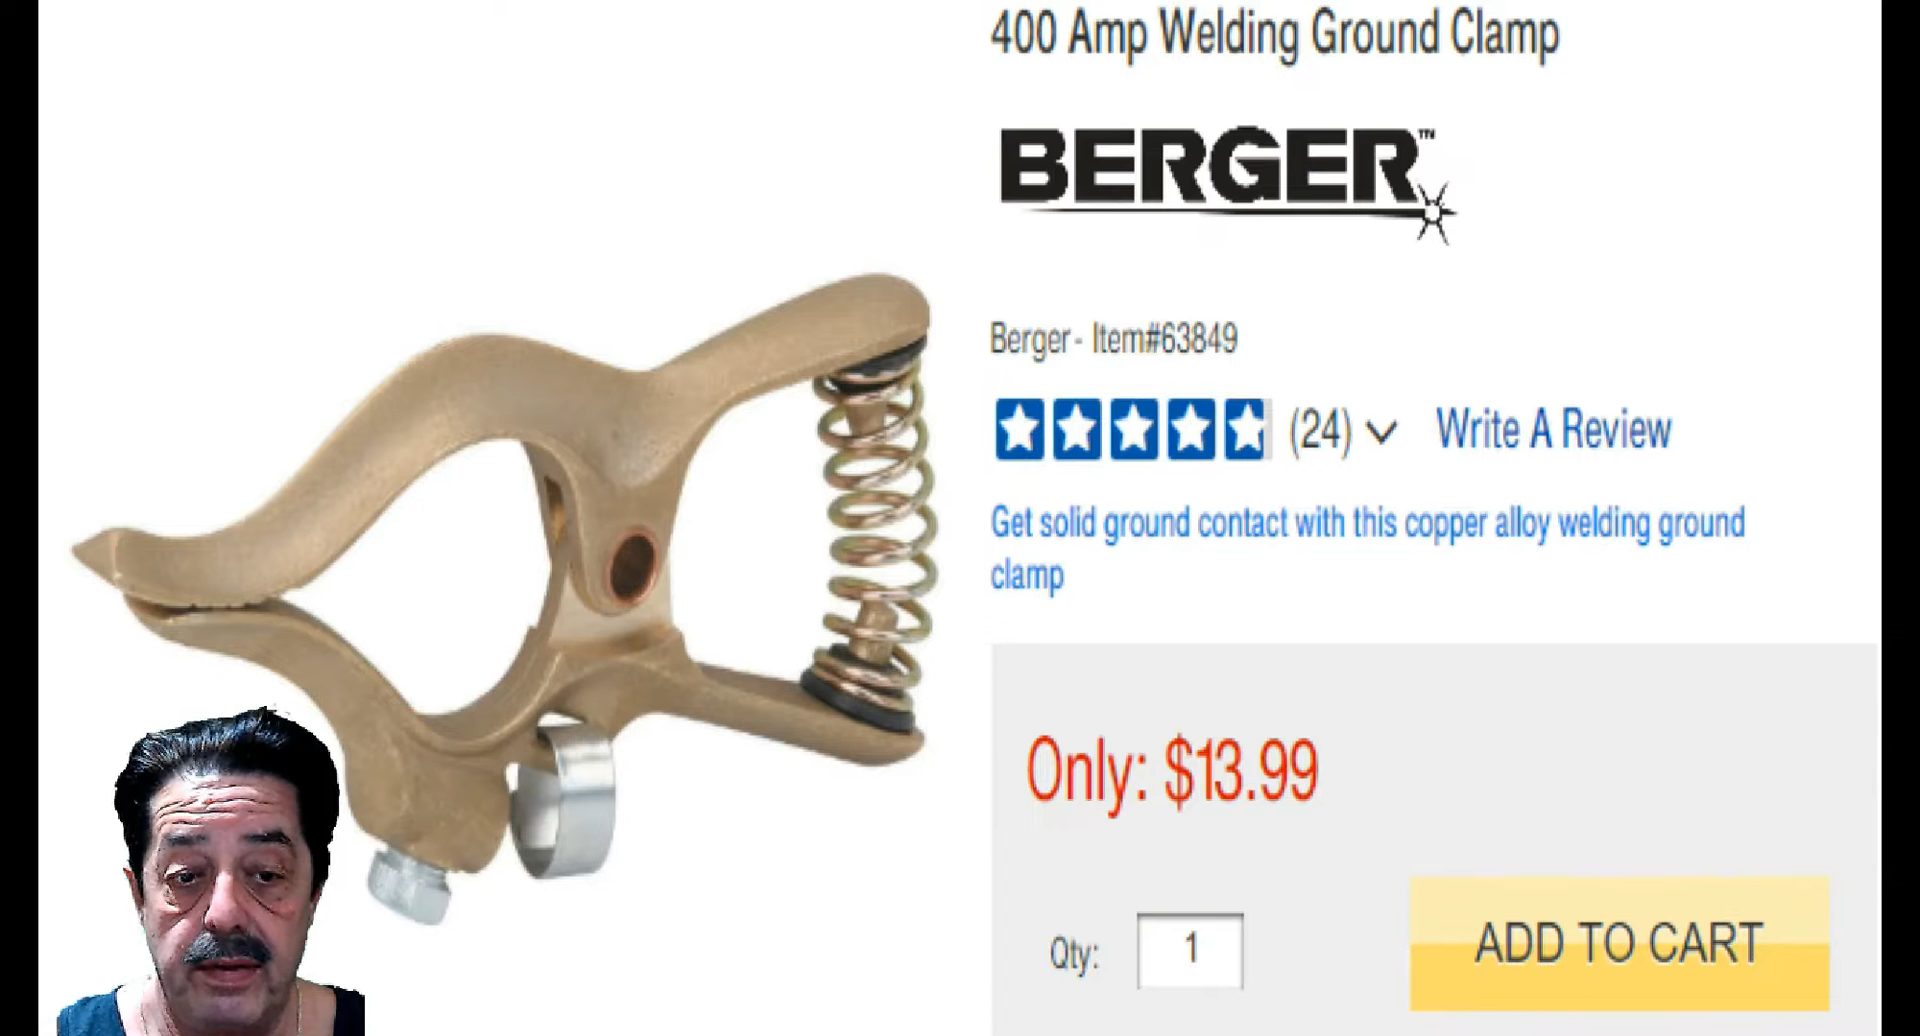 400 Amp Welding Ground Clamp
BERGER™
Berger - Item#63849
(24) Write A Review
Get solid ground contact with this copper alloy welding ground
clamp
Only: $13.99
Qty: 1 ADD TO CART